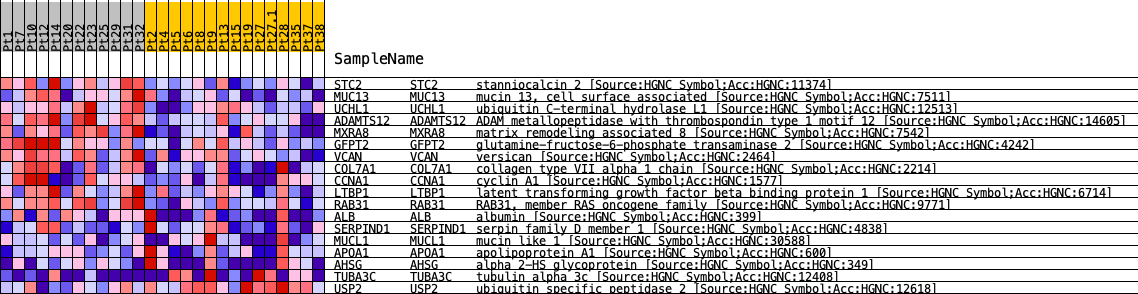 Pt1 Pt7 Pt10 Pt12 Pt14 Pt20 Pt22 Pt23 Pt25 Pt29 Pt31 Pt32 Pt2 Pt4 Pt5 Pt6 Pt8 Pt9 Pt13 Pt15 Pt19 Pt27 Pt27.1 Pt28 Pt35 Pt37 Pt38
SampleName
STC2 STC2 stanniocalcin 2 [Source:HGNC Symbol;Acc:HGNC:11374]
MUC13 MUC13 mucin 13, cell surface associated [Source:HGNC Symbol;Acc:HGNC:7511]
UCHL1 UCHL1 ubiquitin C-terminal hydrolase L1 [Source:HGNC Symbol;Acc:HGNC:12513]
ADAMTS12 ADAMTS12 ADAM metallopeptidase with thrombospondin type 1 motif 12 [Source:HGNC Symbol;Acc:HGNC:14605]
MXRA8 MXRA8 matrix remodeling associated 8 [Source:HGNC Symbol;Acc:HGNC:7542]
GFPT2 GFPT2 glutamine-fructose-6-phosphate transaminase 2 [Source:HGNC Symbol;Acc:HGNC:4242]
VCAN VCAN versican [Source:HGNC Symbol;Acc:HGNC:2464]
COL7A1 COL7A1 collagen type VII alpha 1 chain [Source:HGNC Symbol;Acc:HGNC:2214]
CCNA1 CCNA1 cyclin A1 [Source:HGNC Symbol;Acc:HGNC:1577]
LTBP1 LTBP1 latent transforming growth factor beta binding protein 1 [Source:HGNC Symbol;Acc:HGNC:6714]
RAB31 RAB31 RAB31, member RAS oncogene family [Source:HGNC Symbol;Acc:HGNC:9771]
ALB ALB albumin [Source:HGNC Symbol;Acc:HGNC:399]
SERPIND1 SERPIND1 serpin family D member 1 [Source:HGNC Symbol;Acc:HGNC:4838]
MUCL1 MUCL1 mucin like 1 [Source:HGNC Symbol;Acc:HGNC:30588]
APOA1 APOA1 apolipoprotein A1 [Source:HGNC Symbol;Acc:HGNC:600]
AHSG AHSG alpha 2-HS glycoprotein [Source:HGNC Symbol;Acc:HGNC:349]
TUBA3C TUBA3C tubulin alpha 3c [Source:HGNC Symbol;Acc:HGNC:12408]
USP2 USP2 ubiquitin specific peptidase 2 [Source:HGNC Symbol;Acc:HGNC:12618]